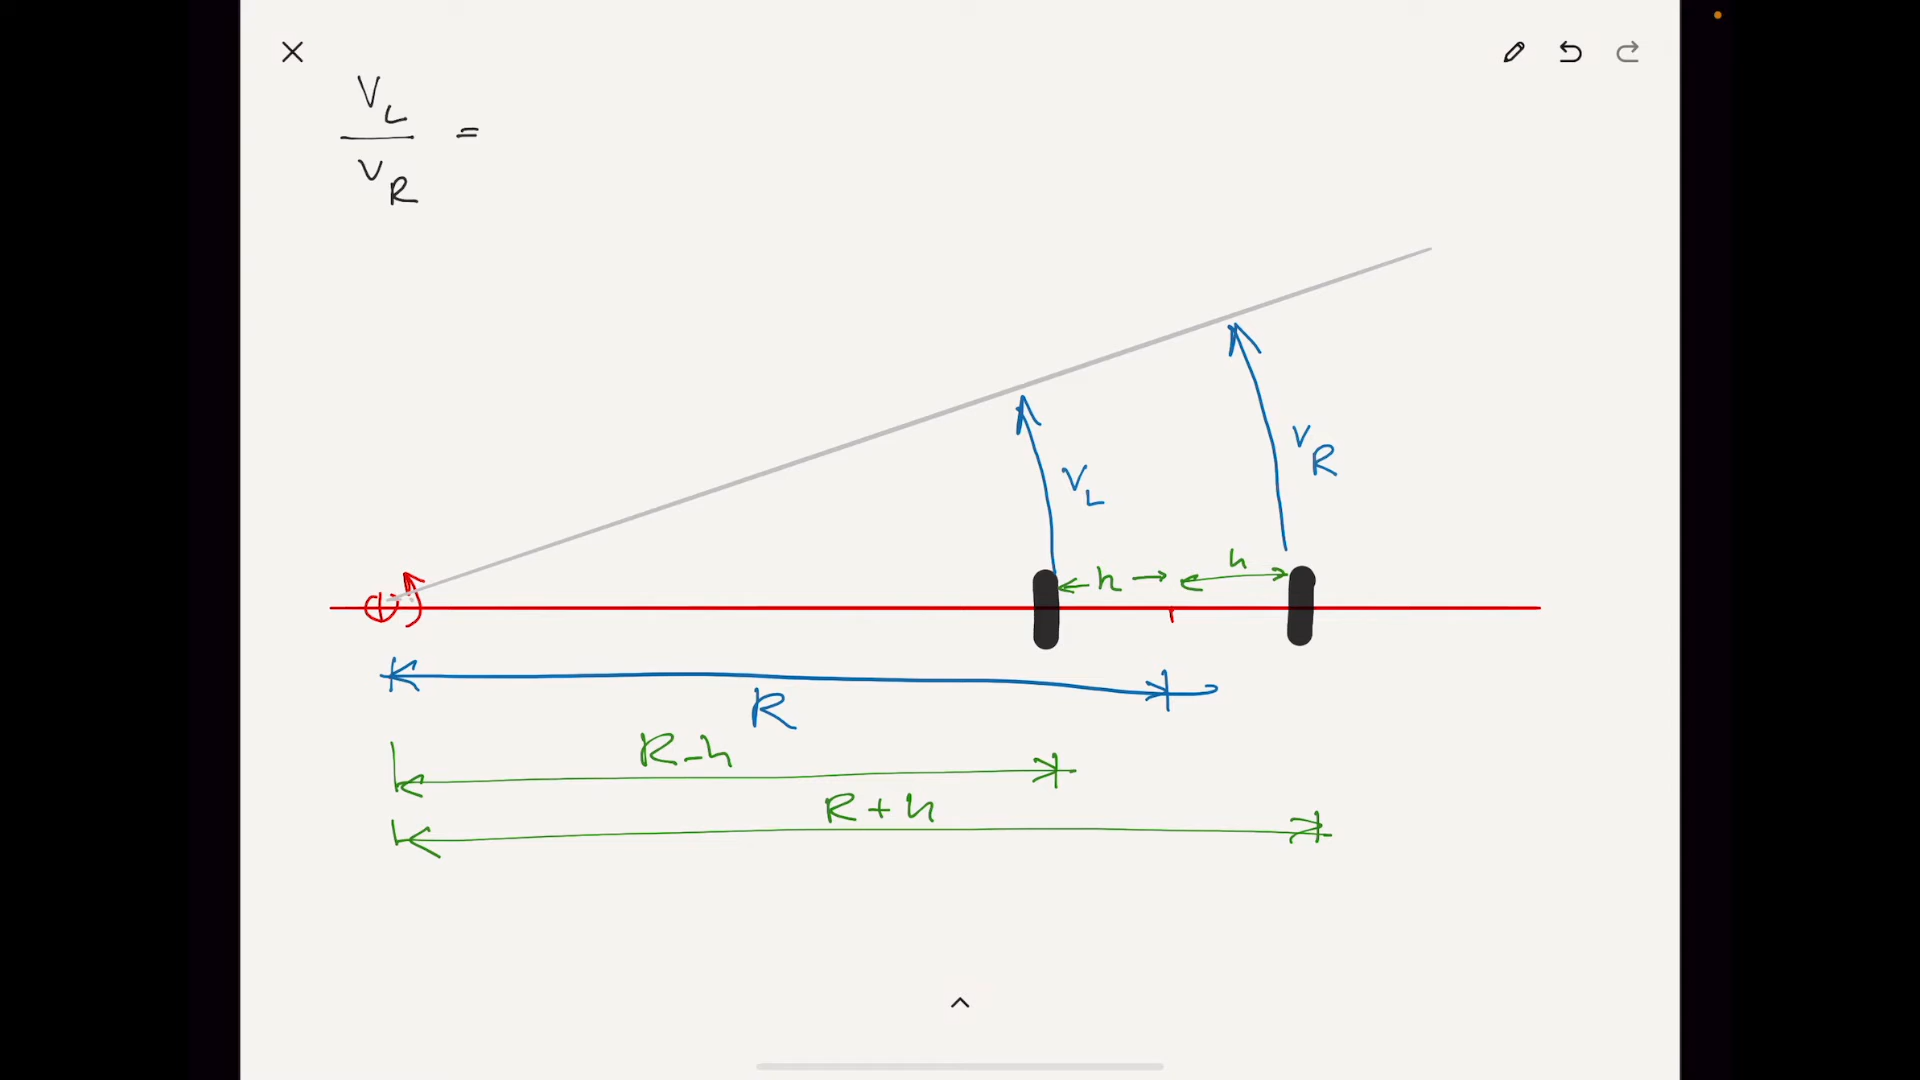 V_L
— =
V_R
V_R
V_L
h
h
R
R-h
R+h